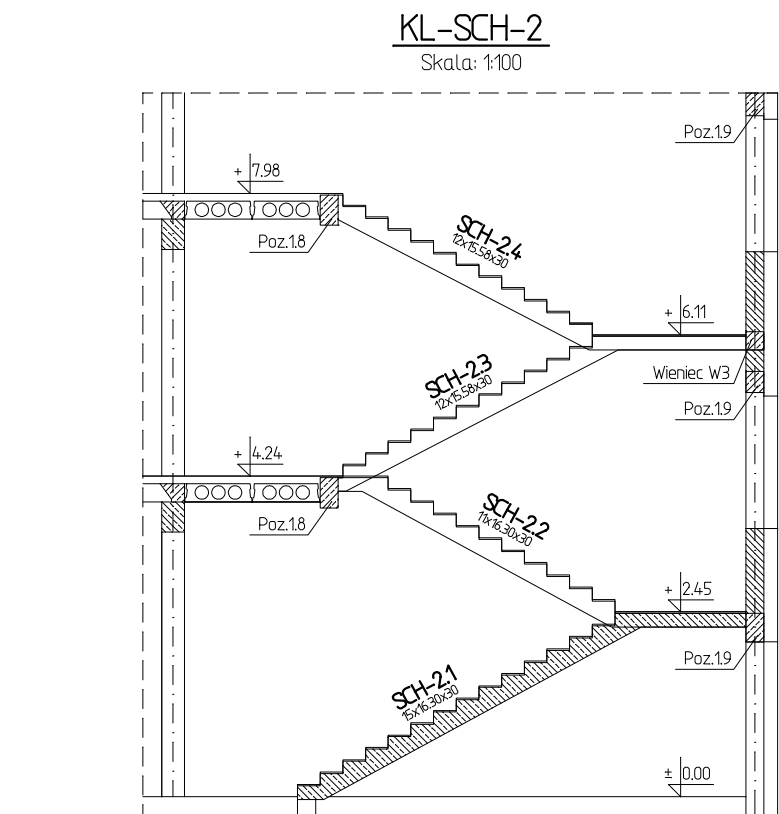 KL-SCH-2
Skala: 1:100
Poz.1.9
+ 7.98
Poz.1.8
SCH-2.4
12x15.58x30
+ 6.11
Wieniec W3
SCH-2.3
12x15.58x30
Poz.1.9
+ 4.24
Poz.1.8
SCH-2.2
11x16.30x30
+ 2.45
Poz.1.9
SCH-2.1
15x16.30x30
± 0.00